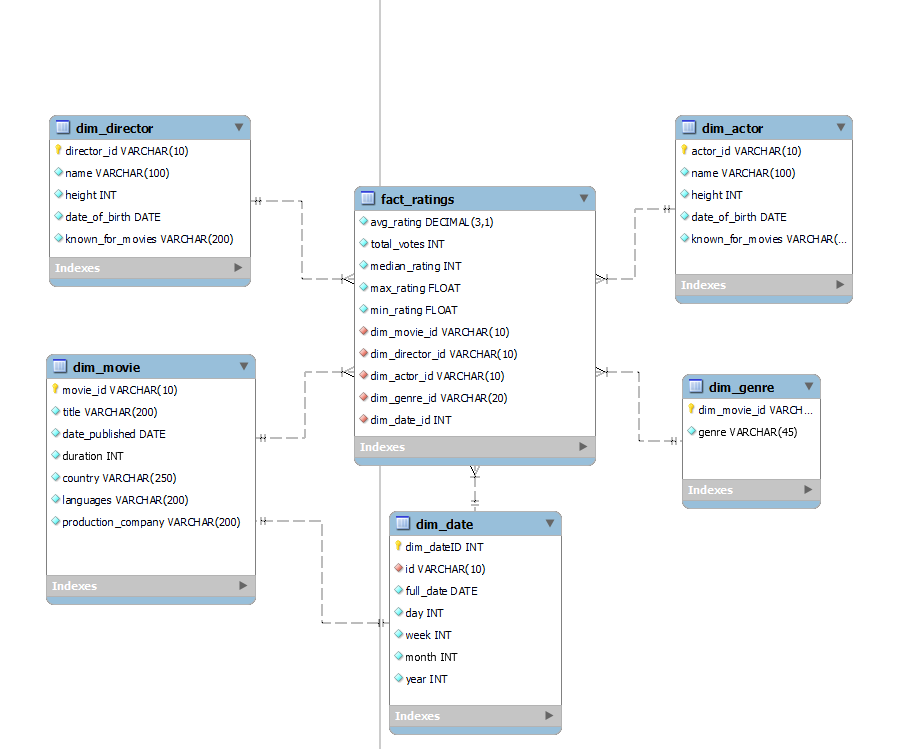 dim_director
director_id VARCHAR(10)
name VARCHAR(100)
height INT
date_of_birth DATE
known_for_movies VARCHAR(200)
Indexes
dim_actor
actor_id VARCHAR(10)
name VARCHAR(100)
height INT
date_of_birth DATE
known_for_movies VARCHAR(...
Indexes
fact_ratings
avg_rating DECIMAL(3,1)
total_votes INT
median_rating INT
max_rating FLOAT
min_rating FLOAT
dim_movie_id VARCHAR(10)
dim_director_id VARCHAR(10)
dim_actor_id VARCHAR(10)
dim_genre_id VARCHAR(20)
dim_date_id INT
Indexes
dim_movie
movie_id VARCHAR(10)
title VARCHAR(200)
date_published DATE
duration INT
country VARCHAR(250)
languages VARCHAR(200)
production_company VARCHAR(200)
Indexes
dim_genre
dim_movie_id VARCH...
genre VARCHAR(45)
Indexes
dim_date
dim_dateID INT
id VARCHAR(10)
full_date DATE
day INT
week INT
month INT
year INT
Indexes